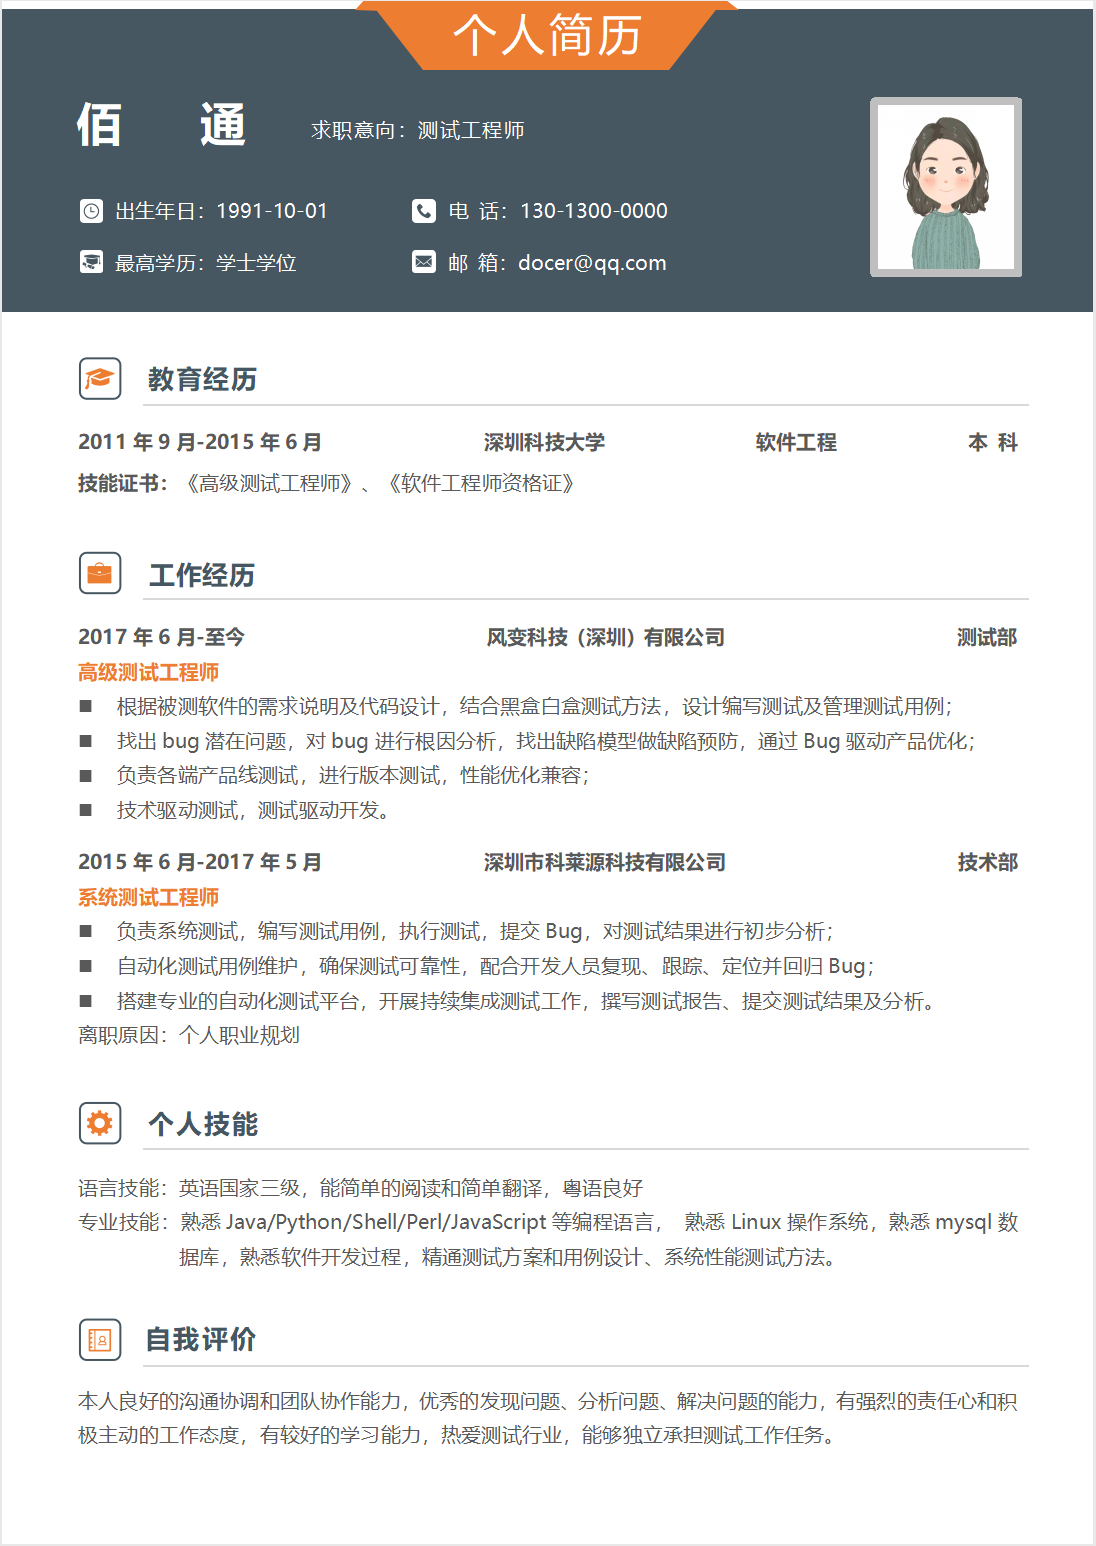 个人简历
佰 通 求职意向：测试工程师
出生年日：1991-10-01 电 话：130-1300-0000
最高学历：学士学位 邮 箱：docer@qq.com
教育经历
2011 年 9 月-2015 年 6 月 深圳科技大学 软件工程 本 科
技能证书：《高级测试工程师》、《软件工程师资格证》
工作经历
2017 年 6 月-至今 风变科技（深圳）有限公司 测试部
高级测试工程师
■ 根据被测软件的需求说明及代码设计，结合黑盒白盒测试方法，设计编写测试及管理测试用例；
■ 找出 bug 潜在问题，对 bug 进行根因分析，找出缺陷模型做缺陷预防，通过 Bug 驱动产品优化；
■ 负责各端产品线测试，进行版本测试，性能优化兼容；
■ 技术驱动测试，测试驱动开发。
2015 年 6 月-2017 年 5 月 深圳市科莱源科技有限公司 技术部
系统测试工程师
■ 负责系统测试，编写测试用例，执行测试，提交 Bug，对测试结果进行初步分析；
■ 自动化测试用例维护，确保测试可靠性，配合开发人员复现、跟踪、定位并回归 Bug；
■ 搭建专业的自动化测试平台，开展持续集成测试工作，撰写测试报告、提交测试结果及分析。
离职原因：个人职业规划
个人技能
语言技能：英语国家三级，能简单的阅读和简单翻译，粤语良好
专业技能：熟悉 Java/Python/Shell/Perl/JavaScript 等编程语言， 熟悉 Linux 操作系统，熟悉 mysql 数
据库，熟悉软件开发过程，精通测试方案和用例设计、系统性能测试方法。
自我评价
本人良好的沟通协调和团队协作能力，优秀的发现问题、分析问题、解决问题的能力，有强烈的责任心和积
极主动的工作态度，有较好的学习能力，热爱测试行业，能够独立承担测试工作任务。